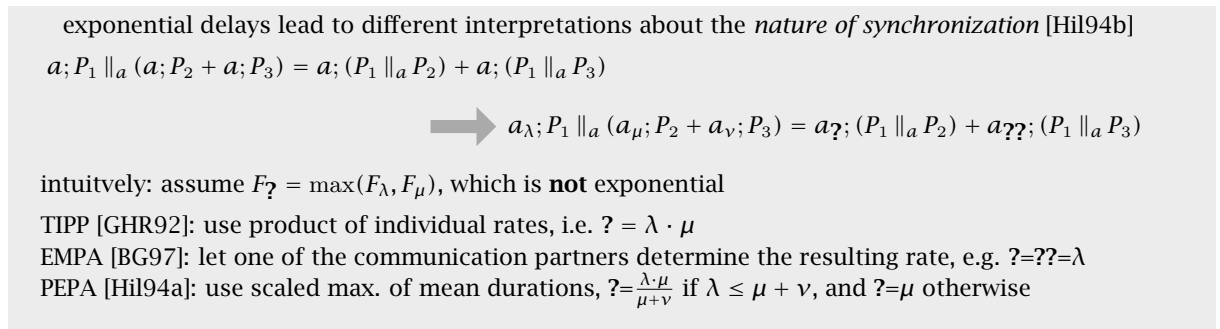 exponential delays lead to different interpretations about the nature of synchronization [Hil94b]
a; P₁ ∥ₐ (a; P₂ + a; P₃) = a; (P₁ ∥ₐ P₂) + a; (P₁ ∥ₐ P₃)
a_λ; P₁ ∥ₐ (a_μ; P₂ + a_ν; P₃) = a_?; (P₁ ∥ₐ P₂) + a_??; (P₁ ∥ₐ P₃)
intuitvely: assume F_? = max(F_λ, F_μ), which is not exponential
TIPP [GHR92]: use product of individual rates, i.e. ? = λ · μ
EMPA [BG97]: let one of the communication partners determine the resulting rate, e.g. ?=??=λ
PEPA [Hil94a]: use scaled max. of mean durations, ?=λ·μ/μ+ν if λ ≤ μ + ν, and ?=μ otherwise